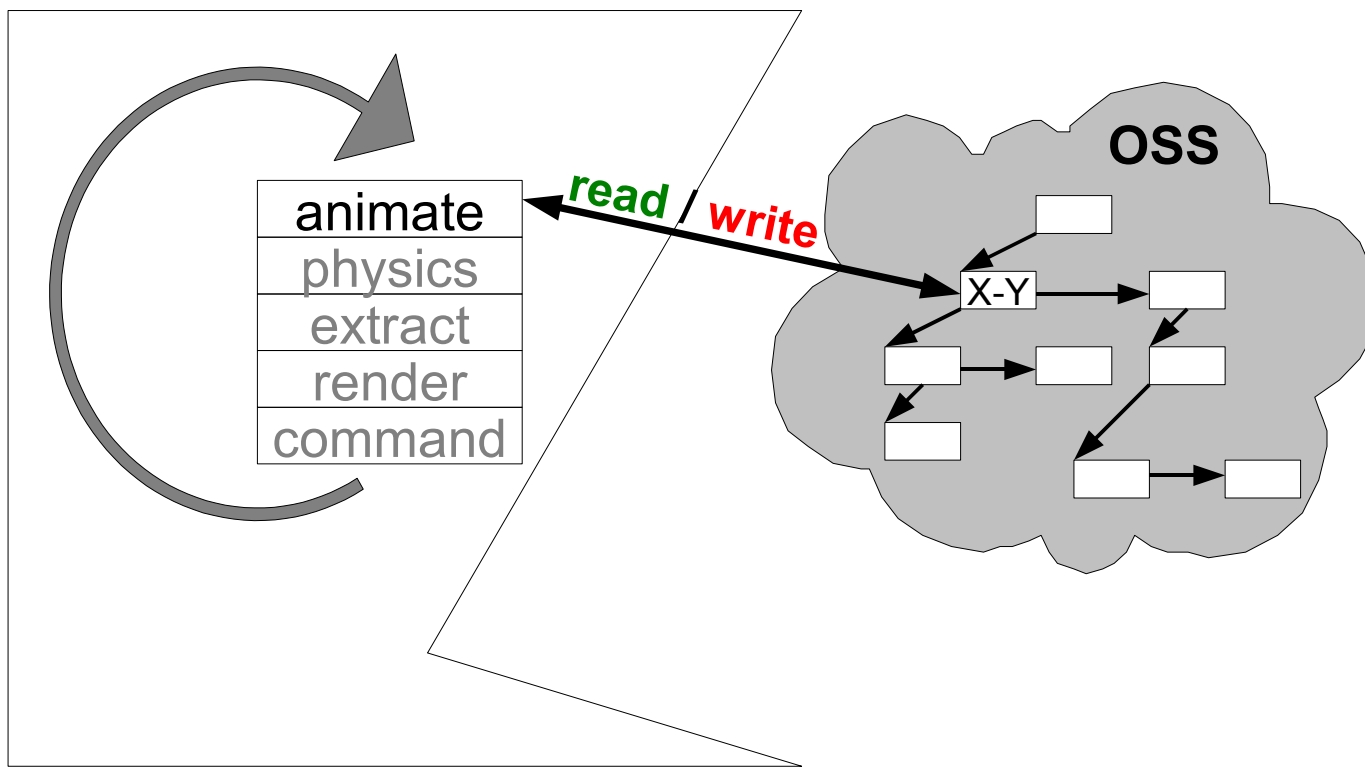 OSS
read / write
animate
physics
extract
render
command
X-Y